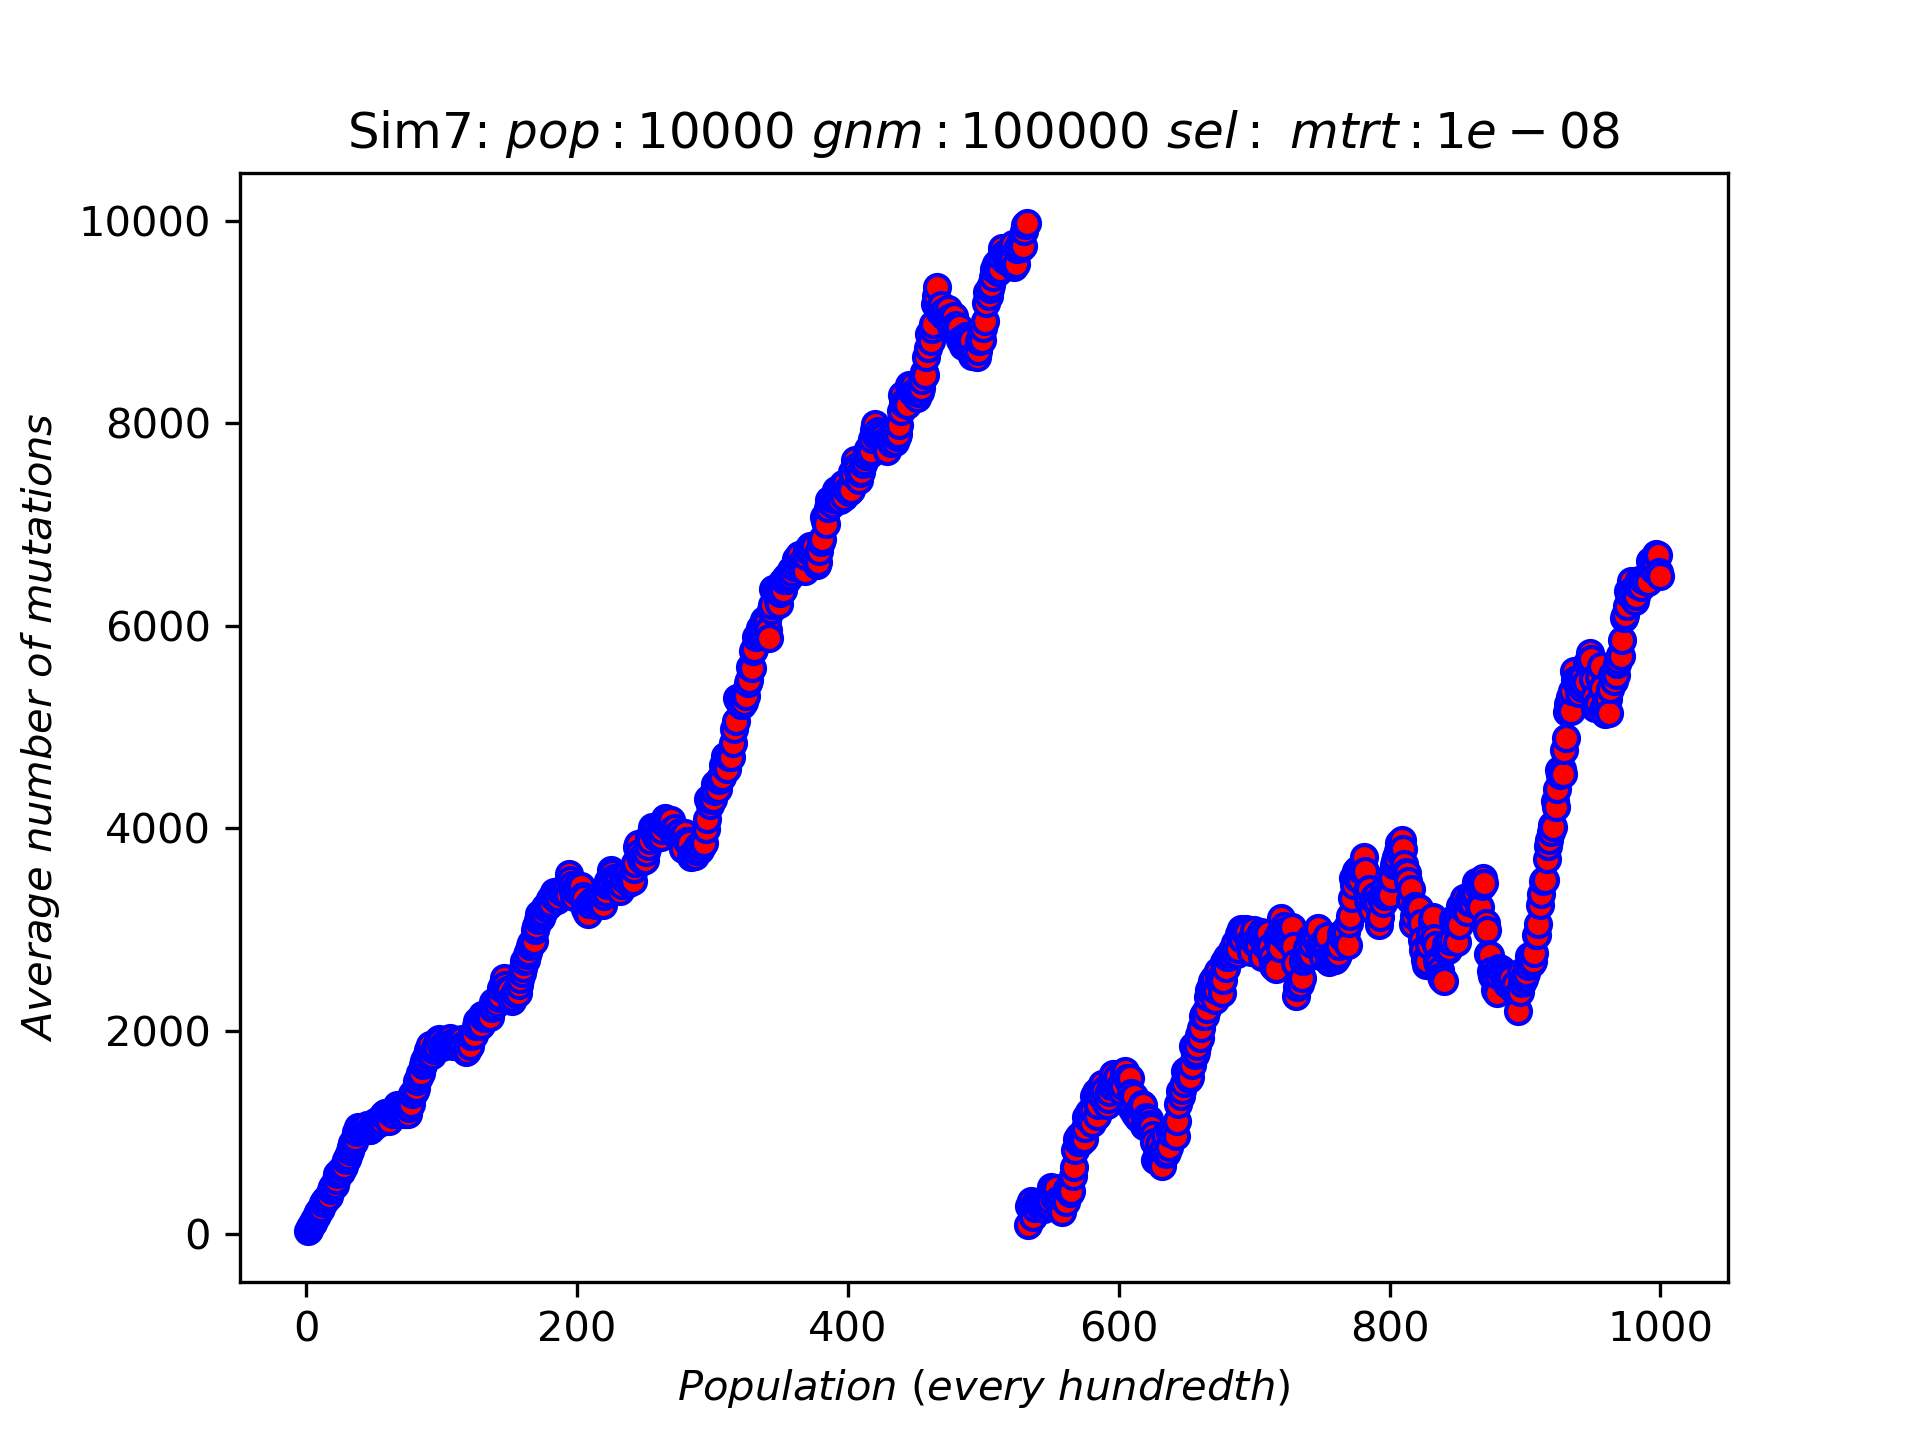 Sim7: pop : 10000 gnm : 100000 sel : mtrt : 1e − 08
10000
8000
6000
4000
2000
0
Average number of mutations
0 200 400 600 800 1000
Population (every hundredth)